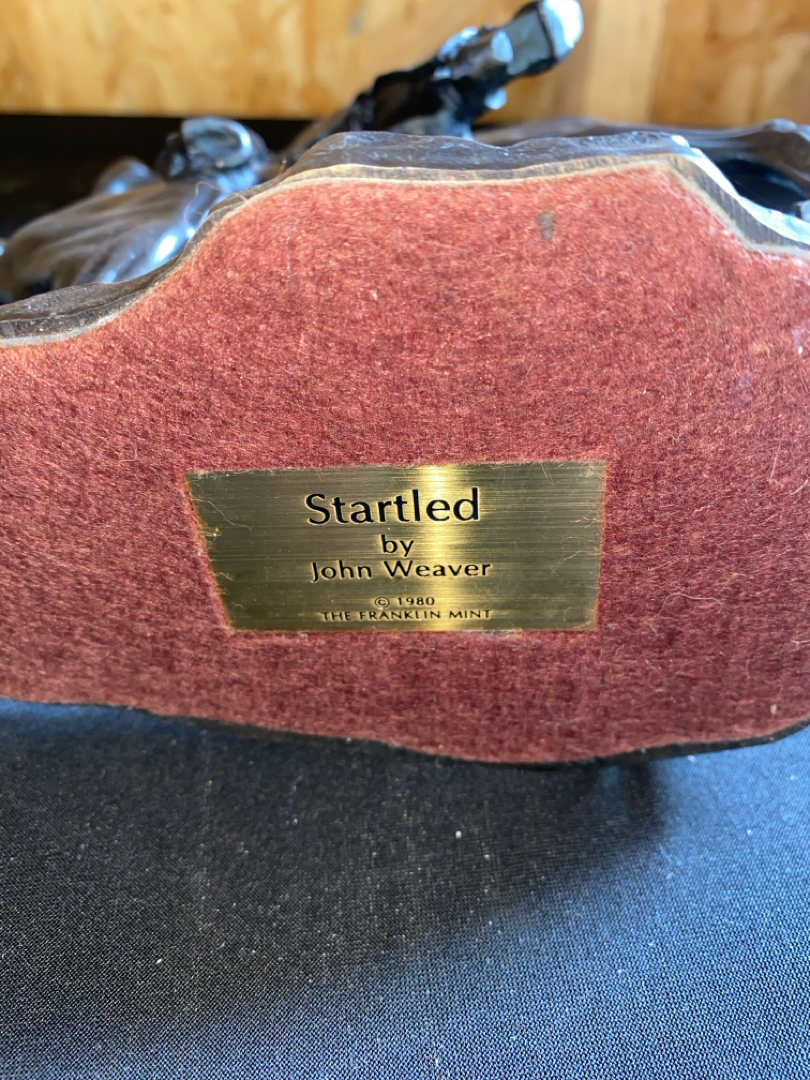 Startled
by
John Weaver
© 1980
THE FRANKLIN MINT